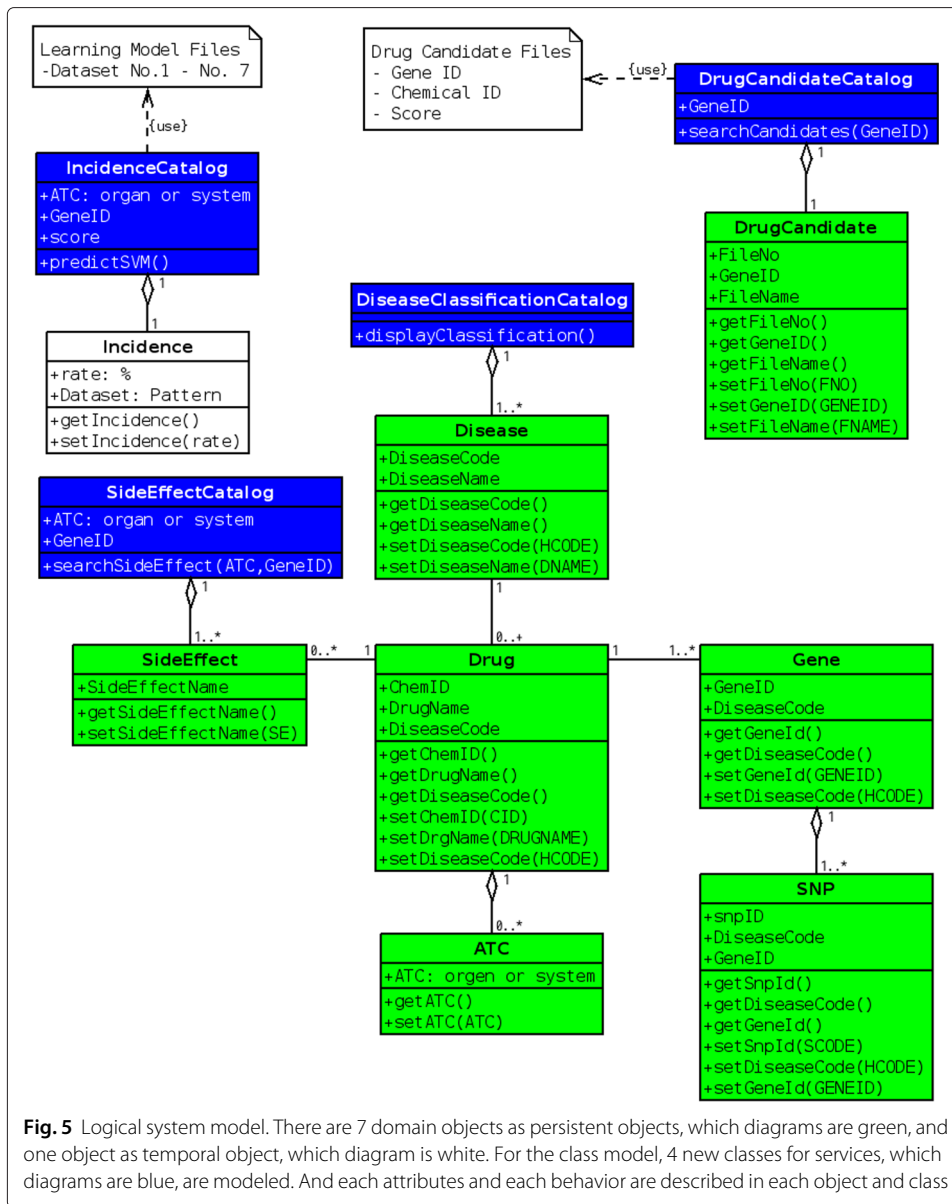 Learning Model Files
-Dataset No.1 - No. 7
{use}
IncidenceCatalog
+ATC: organ or system
+GeneID
+score
+predictSVM()
1
1
Incidence
+rate: %
+Dataset: Pattern
+getIncidence()
+setIncidence(rate)
Drug Candidate Files
- Gene ID
- Chemical ID
- Score
{use}
DrugCandidateCatalog
+GeneID
+searchCandidates(GeneID)
1
1
DrugCandidate
+FileNo
+GeneID
+FileName
+getFileNo()
+getGeneID()
+getFileName()
+setFileNo(FNO)
+setGeneID(GENEID)
+setFileName(FNAME)
DiseaseClassificationCatalog
+displayClassification()
1
1..*
Disease
+DiseaseCode
+DiseaseName
+getDiseaseCode()
+getDiseaseName()
+setDiseaseCode(HCODE)
+setDiseaseName(DNAME)
1
0..+
SideEffectCatalog
+ATC: organ or system
+GeneID
+searchSideEffect(ATC,GeneID)
1
1..*
SideEffect
+SideEffectName
+getSideEffectName()
+setSideEffectName(SE)
0..*
1
Drug
+ChemID
+DrugName
+DiseaseCode
+getChemID()
+getDrugName()
+getDiseaseCode()
+setChemID(CID)
+setDrgName(DRUGNAME)
+setDiseaseCode(HCODE)
1
1..*
Gene
+GeneID
+DiseaseCode
+getGeneId()
+getDiseaseCode()
+setGeneId(GENEID)
+setDiseaseCode(HCODE)
1
1..*
SNP
+snpID
+DiseaseCode
+GeneID
+getSnpId()
+getDiseaseCode()
+getGeneId()
+setSnpId(SCODE)
+setDiseaseCode(HCODE)
+setGeneId(GENEID)
1
0..*
ATC
+ATC: orgen or system
+getATC()
+setATC(ATC)
Fig. 5 Logical system model. There are 7 domain objects as persistent objects, which diagrams are green, and
one object as temporal object, which diagram is white. For the class model, 4 new classes for services, which
diagrams are blue, are modeled. And each attributes and each behavior are described in each object and class